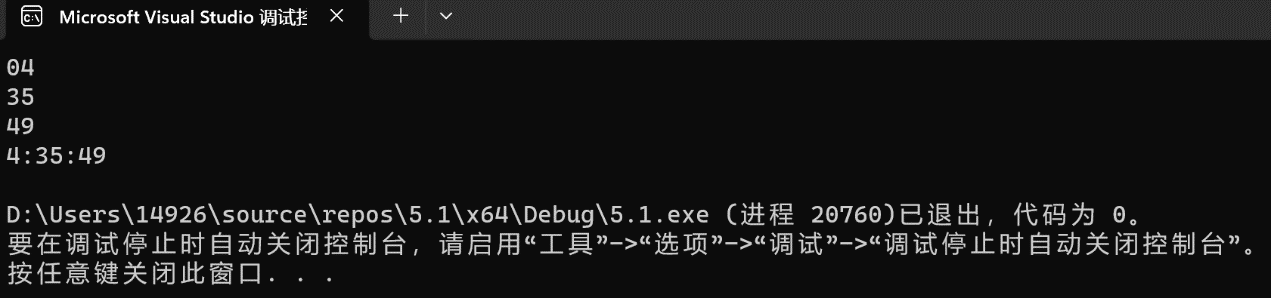 Microsoft Visual Studio 调试控
04
35
49
4:35:49
D:\Users\14926\source\repos\5.1\x64\Debug\5.1.exe (进程 20760)已退出，代码为 0。
要在调试停止时自动关闭控制台，请启用“工具”->“选项”->“调试”->“调试停止时自动关闭控制台”。
按任意键关闭此窗口. . .